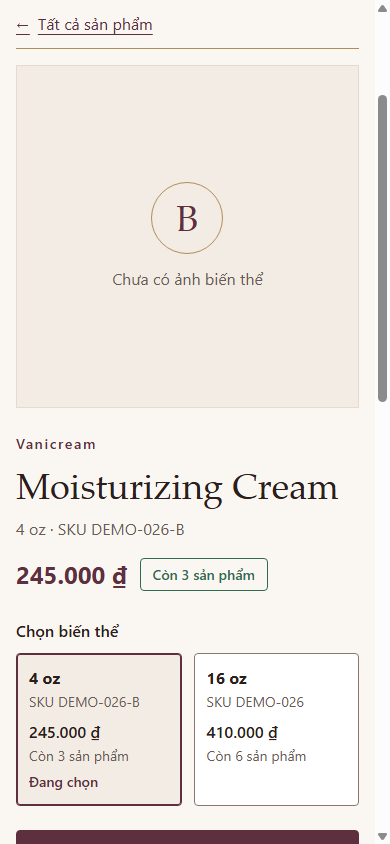 ← Tất cả sản phẩm
B
Chưa có ảnh biến thể
Vanicream
Moisturizing Cream
4 oz · SKU DEMO-026-B
245.000 ₫
Còn 3 sản phẩm
Chọn biến thể
4 oz
SKU DEMO-026-B
245.000 ₫
Còn 3 sản phẩm
Đang chọn
16 oz
SKU DEMO-026
410.000 ₫
Còn 6 sản phẩm